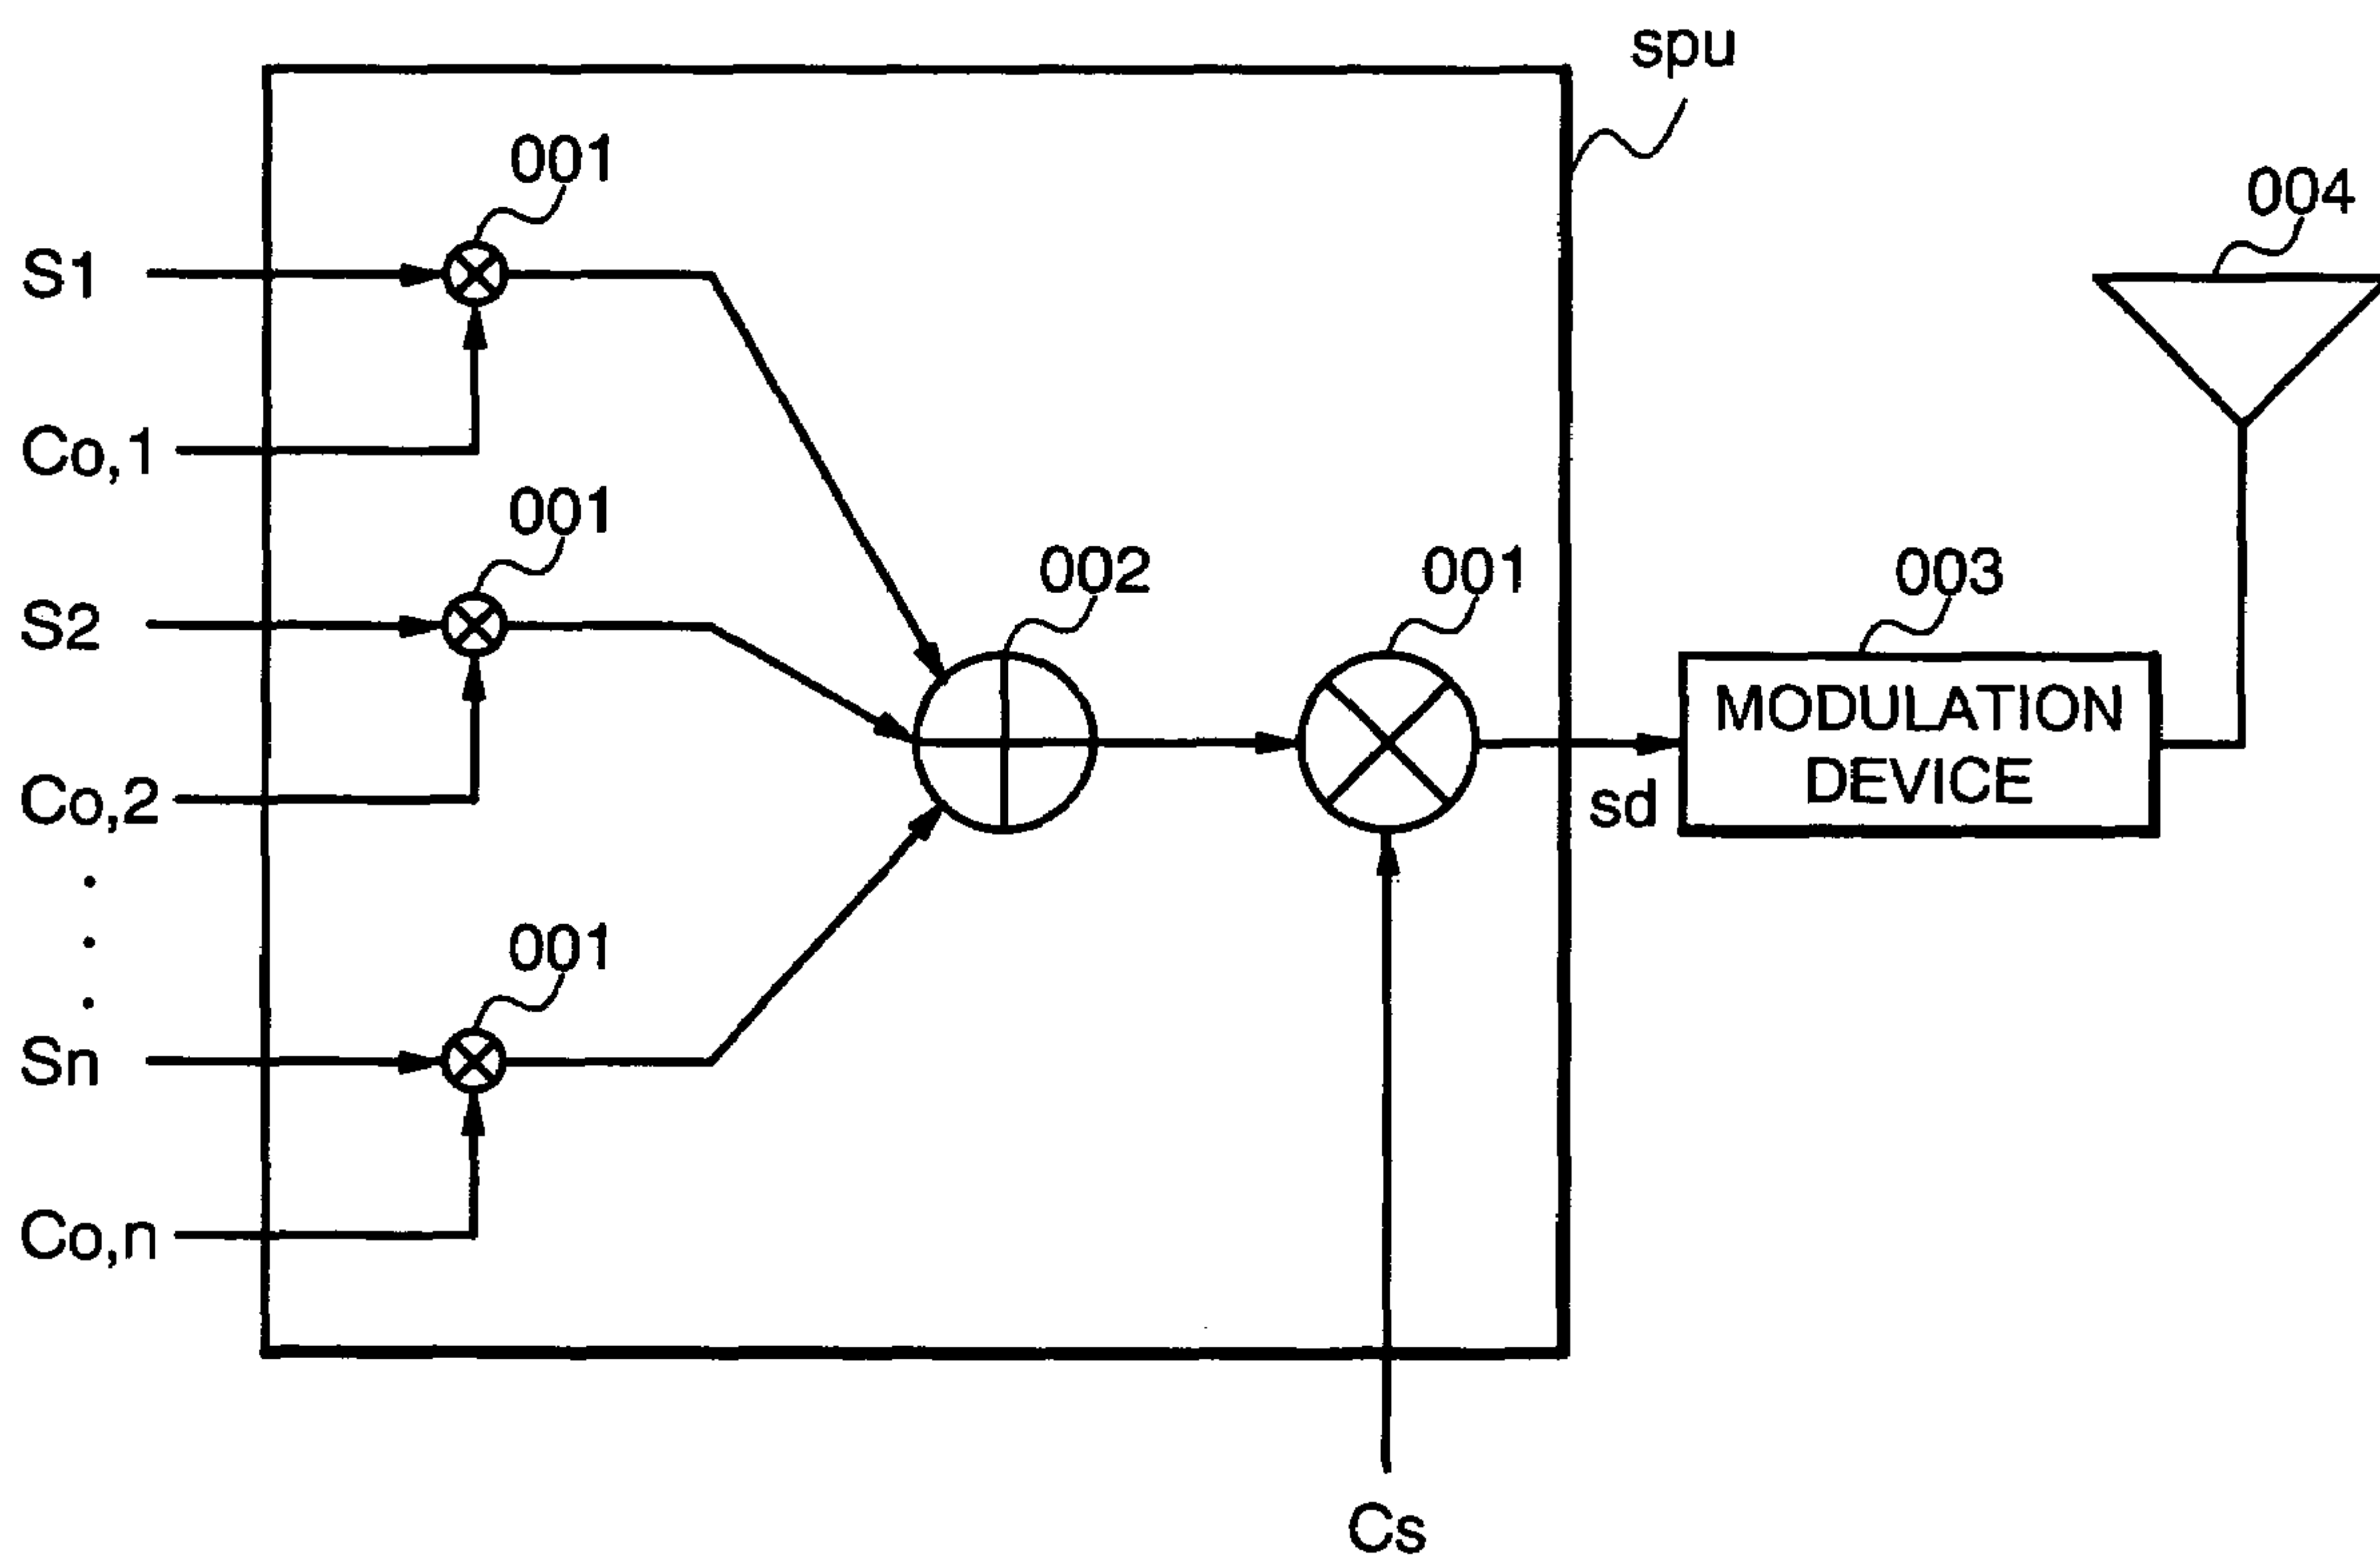 spu
001
004
S1
Co,1
001
002
001
003
S2
MODULATION
DEVICE
sd
Co,2
001
Sn
Co,n
Cs